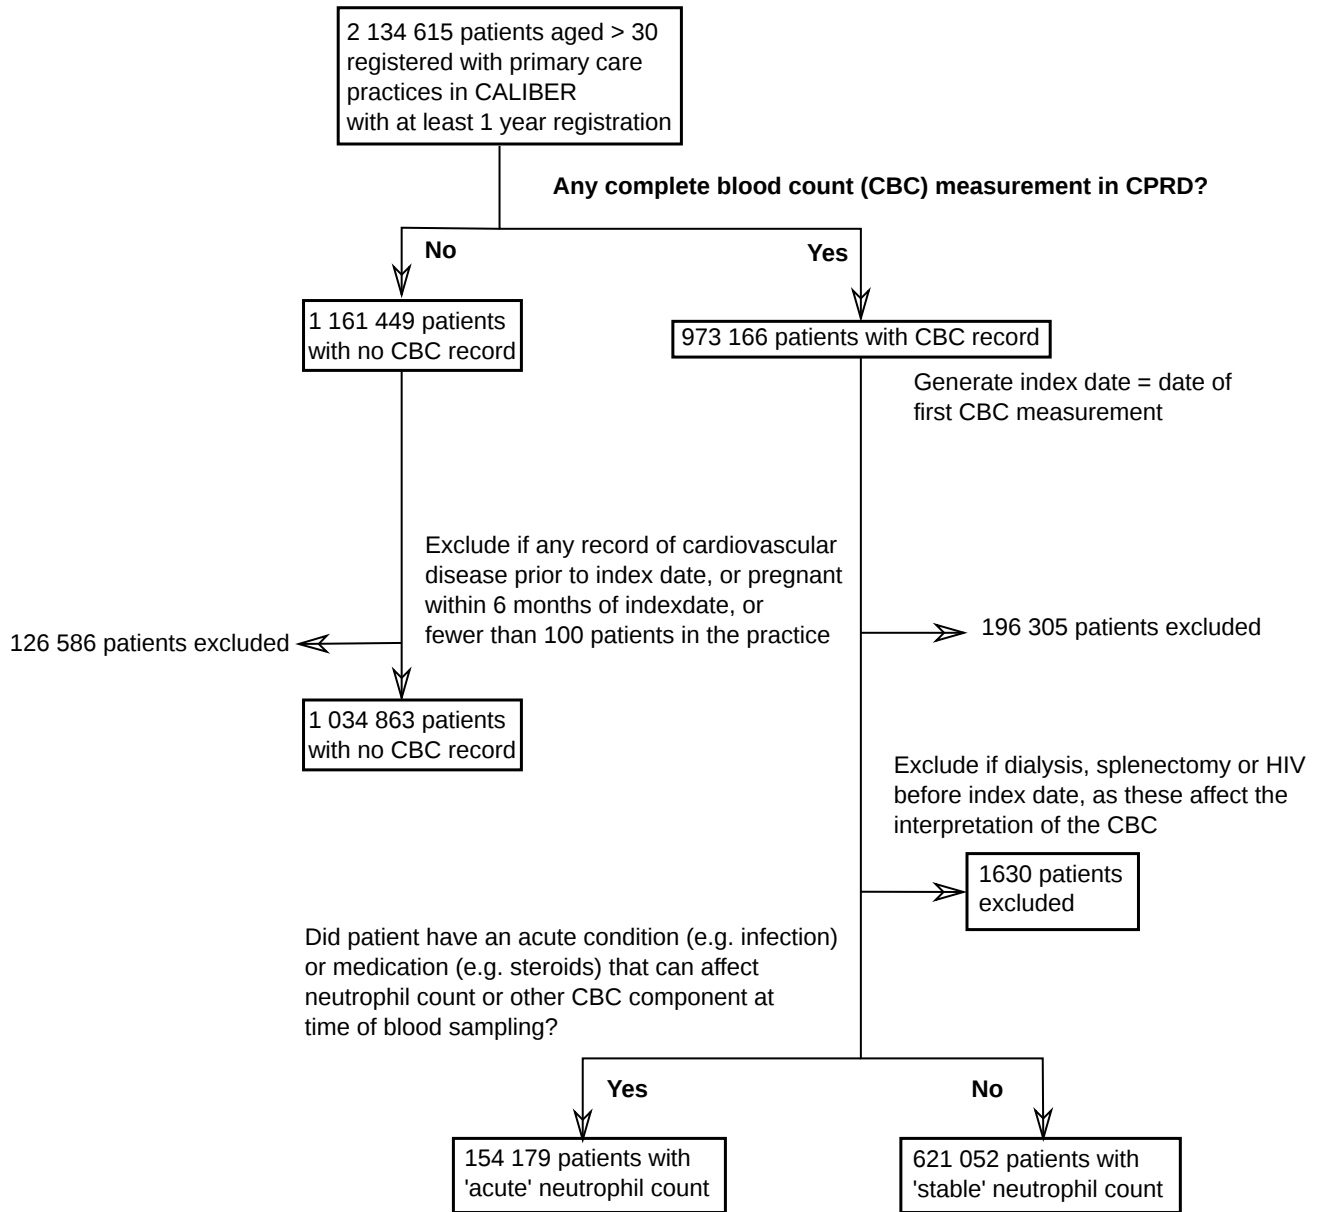 2 134 615 patients aged > 30
registered with primary care
practices in CALIBER
with at least 1 year registration
Any complete blood count (CBC) measurement in CPRD?
No
Yes
1 161 449 patients
with no CBC record
973 166 patients with CBC record
Generate index date = date of
first CBC measurement
Exclude if any record of cardiovascular
disease prior to index date, or pregnant
within 6 months of indexdate, or
fewer than 100 patients in the practice
126 586 patients excluded
196 305 patients excluded
1 034 863 patients
with no CBC record
Exclude if dialysis, splenectomy or HIV
before index date, as these affect the
interpretation of the CBC
1630 patients
excluded
Did patient have an acute condition (e.g. infection)
or medication (e.g. steroids) that can affect
neutrophil count or other CBC component at
time of blood sampling?
Yes
No
154 179 patients with
'acute' neutrophil count
621 052 patients with
'stable' neutrophil count